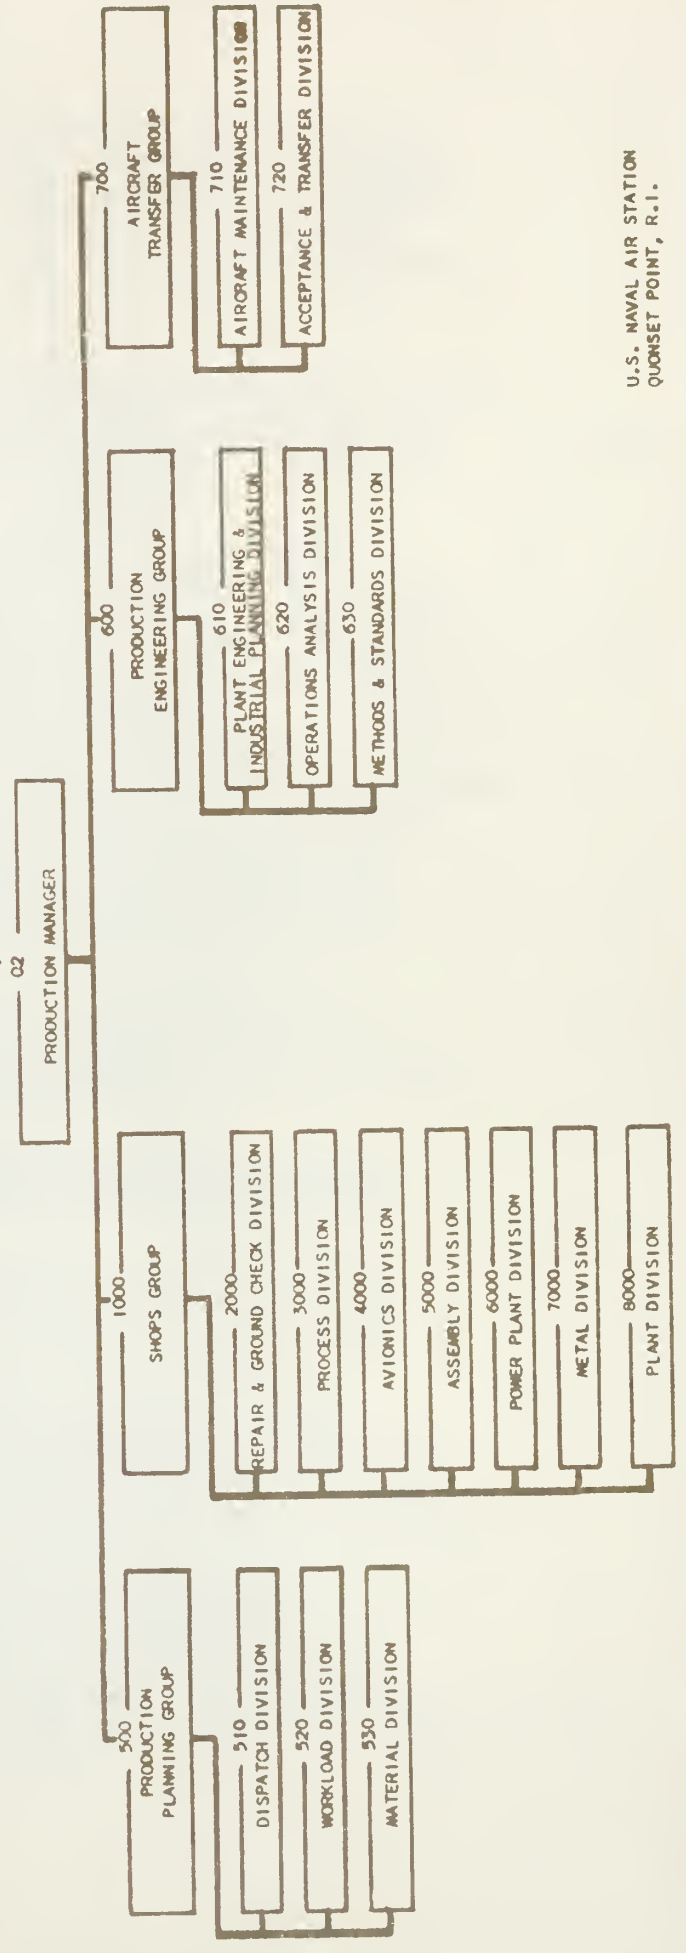 02
PRODUCTION MANAGER
500
PRODUCTION
PLANNING GROUP
510
DISPATCH DIVISION
520
WORKLOAD DIVISION
530
MATERIAL DIVISION
1000
SHOPS GROUP
2000
REPAIR & GROUND CHECK DIVISION
3000
PROCESS DIVISION
4000
AVIONICS DIVISION
5000
ASSEMBLY DIVISION
6000
POWER PLANT DIVISION
7000
METAL DIVISION
8000
PLANT DIVISION
600
PRODUCTION
ENGINEERING GROUP
610
PLANT ENGINEERING &
INDUSTRIAL PLANNING DIVISION
620
OPERATIONS ANALYSIS DIVISION
630
METHODS & STANDARDS DIVISION
700
AIRCRAFT
TRANSFER GROUP
710
AIRCRAFT MAINTENANCE DIVISION
720
ACCEPTANCE & TRANSFER DIVISION
U.S. NAVAL AIR STATION
QUONSET POINT, R.I.